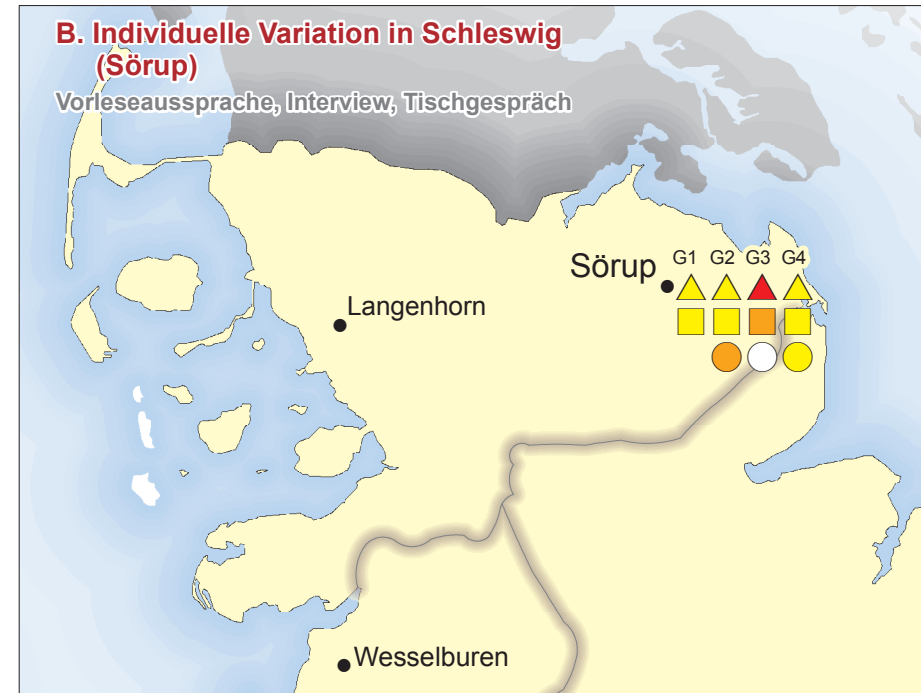 B. Individuelle Variation in Schleswig
(Sörup)
Vorleseaussprache, Interview, Tischgespräch
G1 G2 G3 G4
Sörup
Langenhorn
Wesselburen